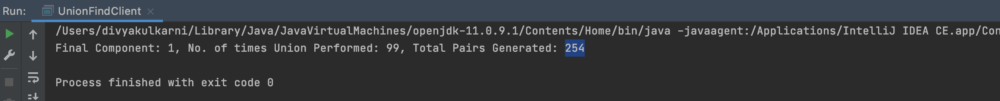 Run: UnionFindClient
/Users/divyakulkarni/Library/Java/JavaVirtualMachines/openjdk-11.0.9.1/Contents/Home/bin/java -javaagent:/Applications/IntelliJ IDEA CE.app/Con
Final Component: 1, No. of times Union Performed: 99, Total Pairs Generated: 254
Process finished with exit code 0